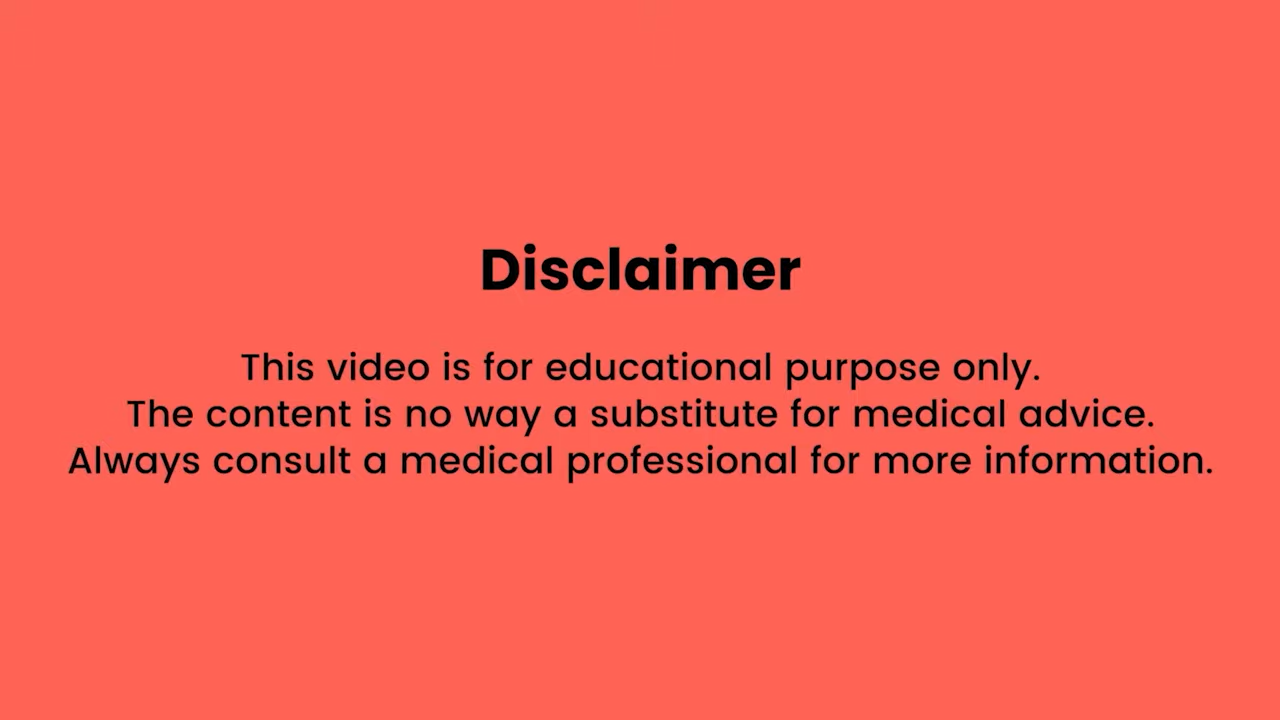 Disclaimer
This video is for educational purpose only.
The content is no way a substitute for medical advice.
Always consult a medical professional for more information.